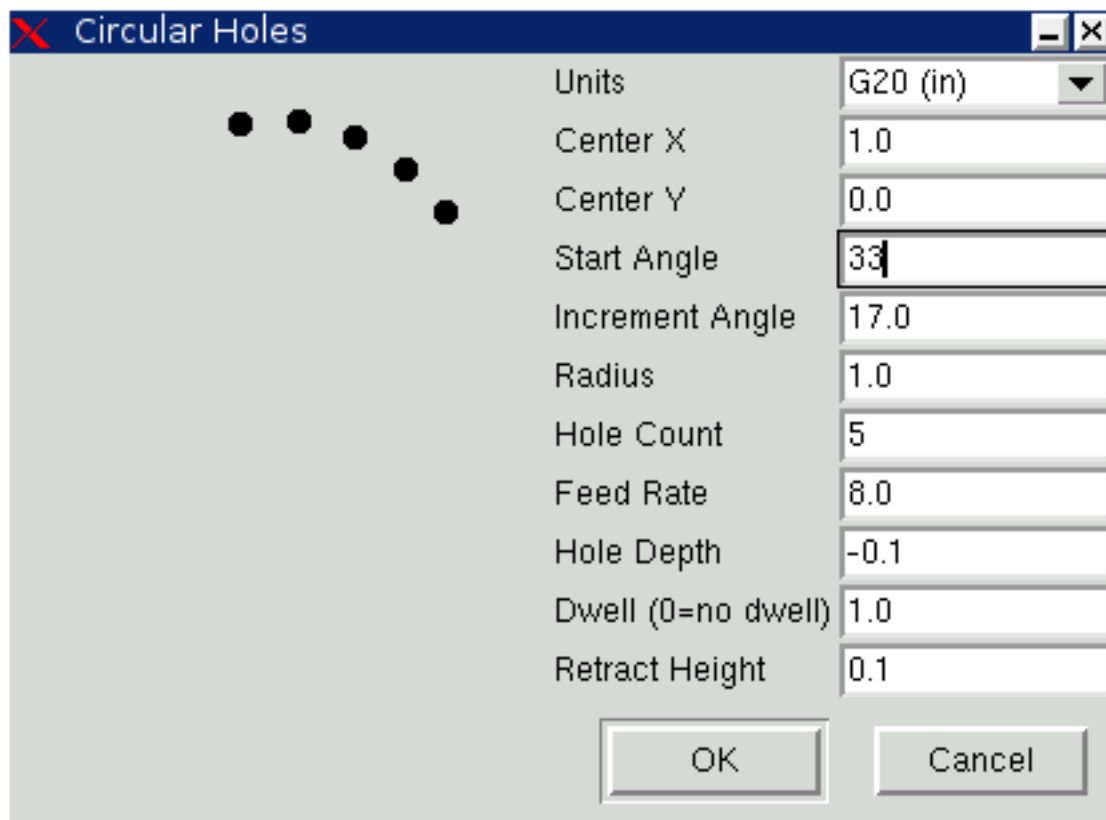 Circular Holes
Units G20 (in)
Center X 1.0
Center Y 0.0
Start Angle 33
Increment Angle 17.0
Radius 1.0
Hole Count 5
Feed Rate 8.0
Hole Depth -0.1
Dwell (0=no dwell) 1.0
Retract Height 0.1
OK Cancel